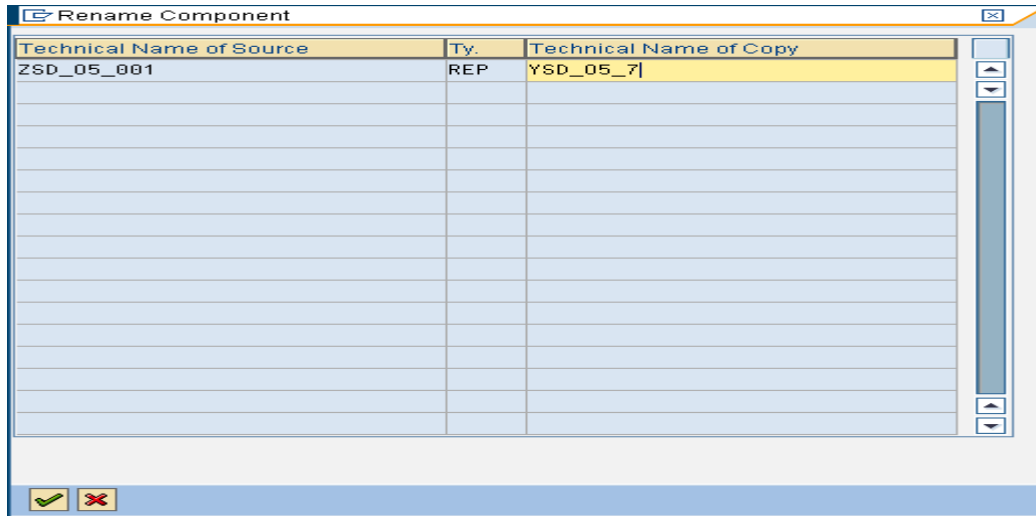 Rename Component
Technical Name of Source Ty. Technical Name of Copy
ZSD_05_001 REP YSD_05_7